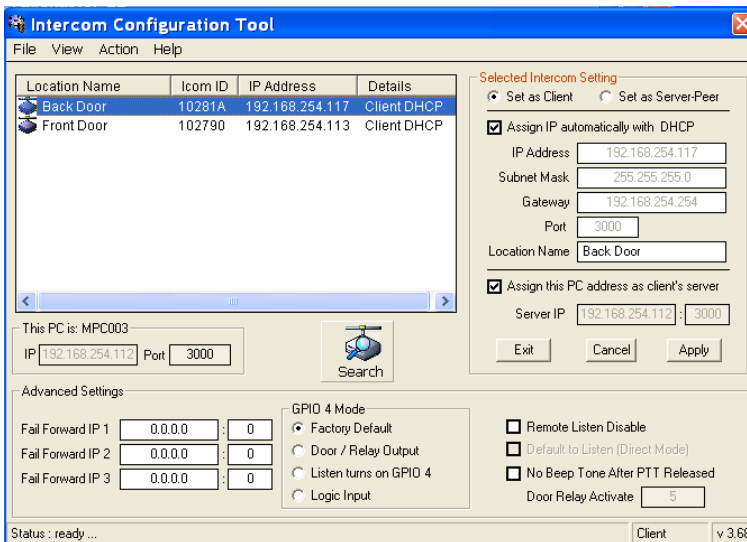 Intercom Configuration Tool
File View Action Help
Location Name Icom ID IP Address Details
Back Door 10281A 192.168.254.117 Client DHCP
Front Door 102790 192.168.254.113 Client DHCP
Selected Intercom Setting
Set as Client Set as Server-Peer
Assign IP automatically with DHCP
IP Address 192.168.254.117
Subnet Mask 255.255.255.0
Gateway 192.168.254.254
Port 3000
Location Name Back Door
Assign this PC address as client's server
Server IP 192.168.254.112 : 3000
Exit Cancel Apply
This PC is: MPC003
IP 192.168.254.112 Port 3000
Search
Advanced Settings
Fail Forward IP 1 0.0.0.0 : 0
Fail Forward IP 2 0.0.0.0 : 0
Fail Forward IP 3 0.0.0.0 : 0
GPIO 4 Mode
Factory Default
Door / Relay Output
Listen turns on GPIO 4
Logic Input
Remote Listen Disable
Default to Listen (Direct Mode)
No Beep Tone After PTT Released
Door Relay Activate 5
Status : ready ... Client v 3.68